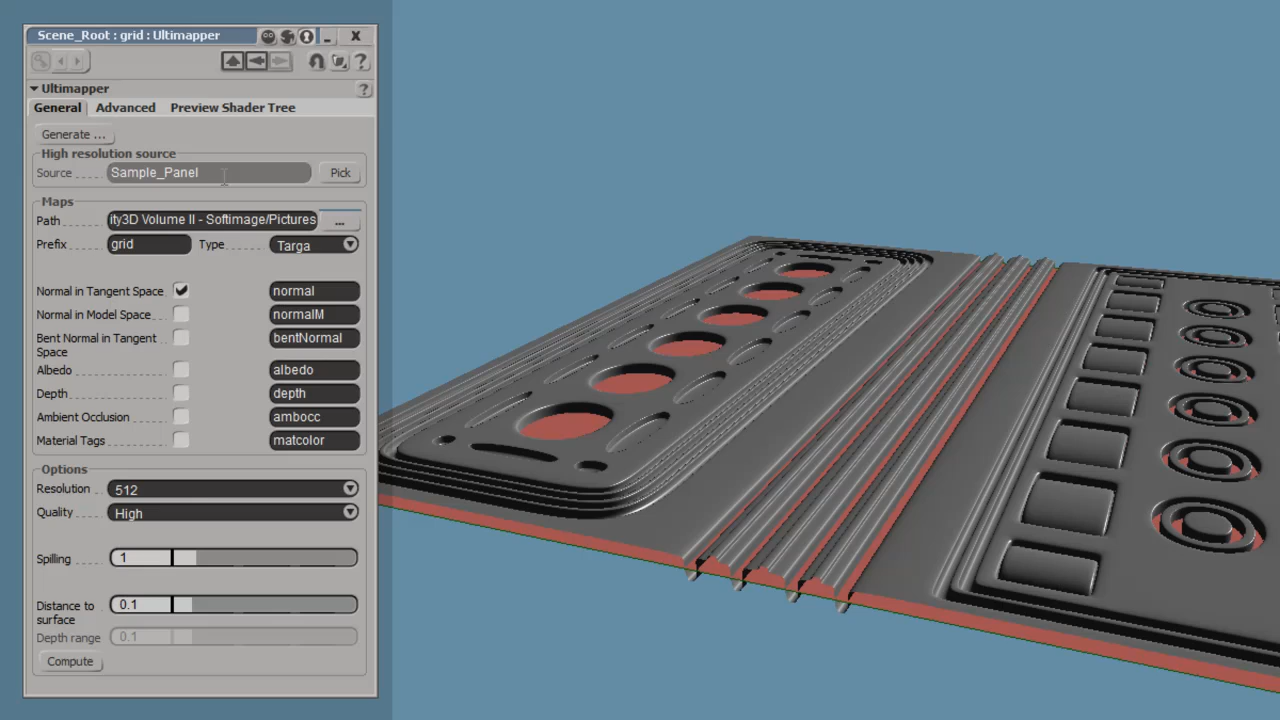 Scene_Root : grid : Ultimapper
Ultimapper
General Advanced Preview Shader Tree
Generate ...
High resolution source
Source Sample_Panel Pick
Maps
Path ity3D Volume II - Softimage/Pictures ...
Prefix grid Type Targa
Normal in Tangent Space normal
Normal in Model Space normalM
Bent Normal in Tangent Space bentNormal
Albedo albedo
Depth depth
Ambient Occlusion ambocc
Material Tags matcolor
Options
Resolution 512
Quality High
Spilling 1
Distance to surface 0.1
Depth range 0.1
Compute